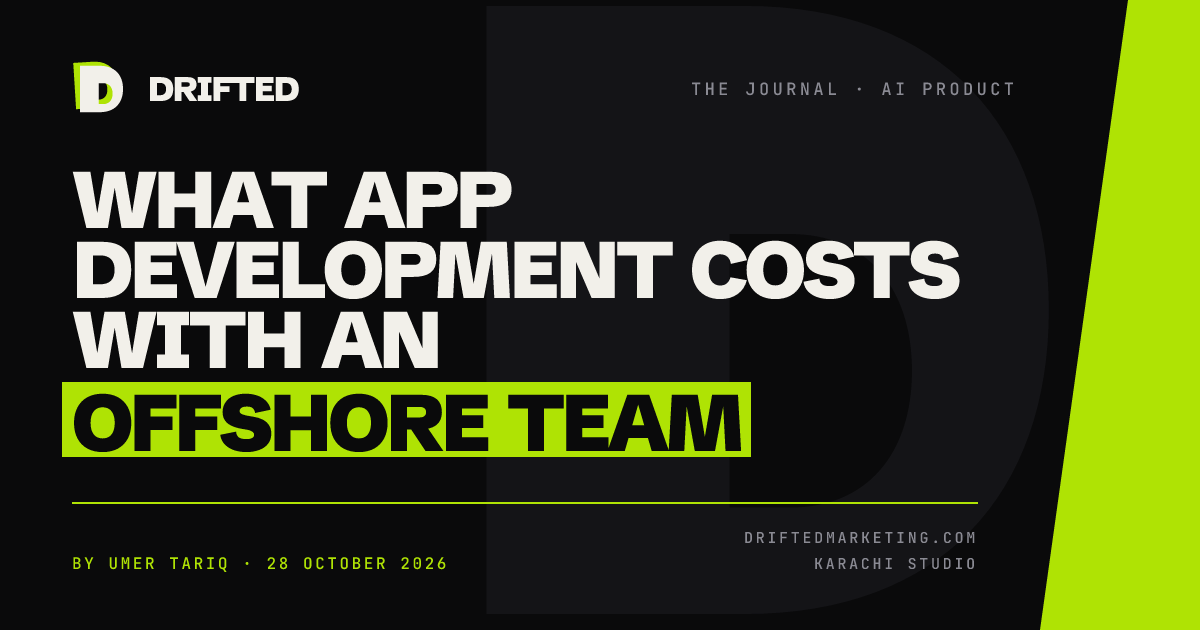 DRIFTED
THE JOURNAL · AI PRODUCT
WHAT APP
DEVELOPMENT COSTS
WITH AN
OFFSHORE TEAM
DRIFTEDMARKETING.COM
BY UMER TARIQ · 28 OCTOBER 2026
KARACHI STUDIO